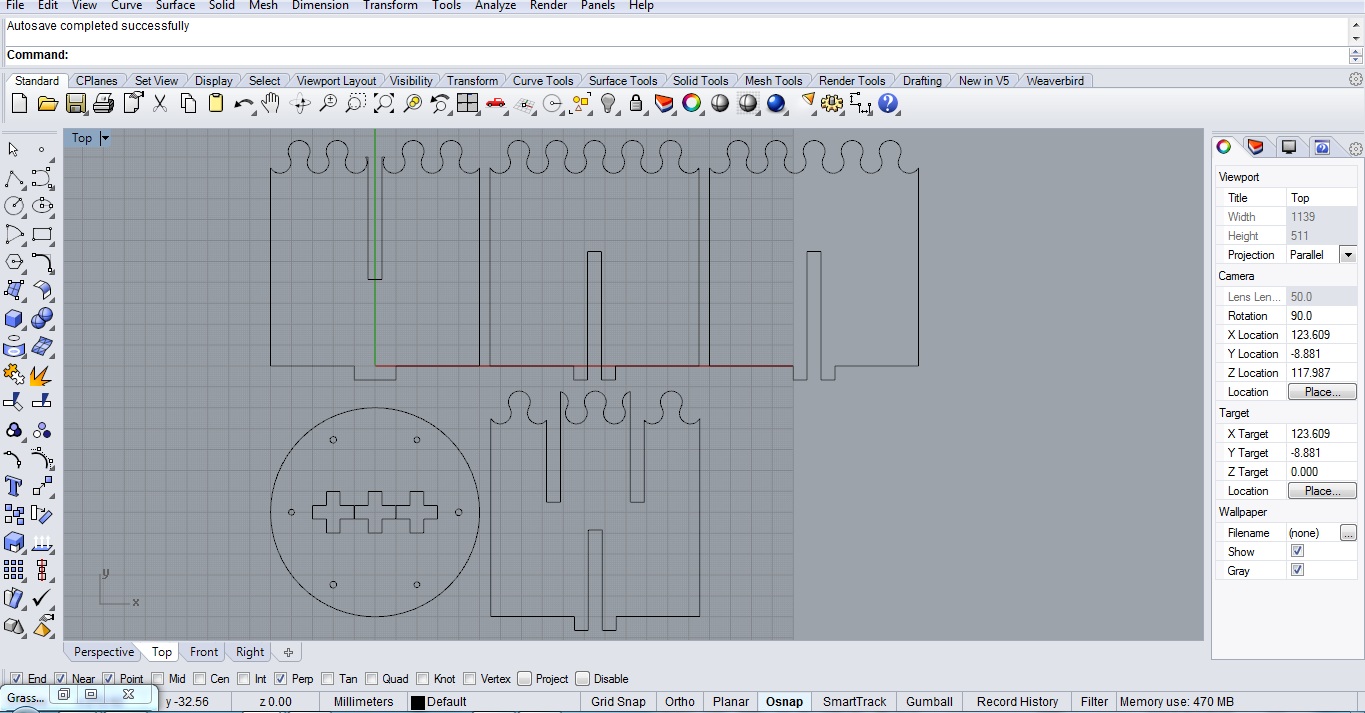 File Edit View Curve Surface Solid Mesh Dimension Transform Tools Analyze Render Panels Help
Autosave completed successfully
Command:
Standard CPlanes Set View Display Select Viewport Layout Visibility Transform Curve Tools Surface Tools Solid Tools Mesh Tools Render Tools Drafting New in V5 Weaverbird
Top
Viewport
Title Top
Width 1139
Height 511
Projection Parallel
Camera
Lens Len... 50.0
Rotation 90.0
X Location 123.609
Y Location -8.881
Z Location 117.987
Location Place...
Target
X Target 123.609
Y Target -8.881
Z Target 0.000
Location Place...
Wallpaper
Filename (none) ...
Show
Gray
y
x
Perspective Top Front Right
End Near Point Mid Cen Int Perp Tan Quad Knot Vertex Project Disable
Grass...
y -32.56 z 0.00 Millimeters Default Grid Snap Ortho Planar Osnap SmartTrack Gumball Record History Filter Memory use: 470 MB